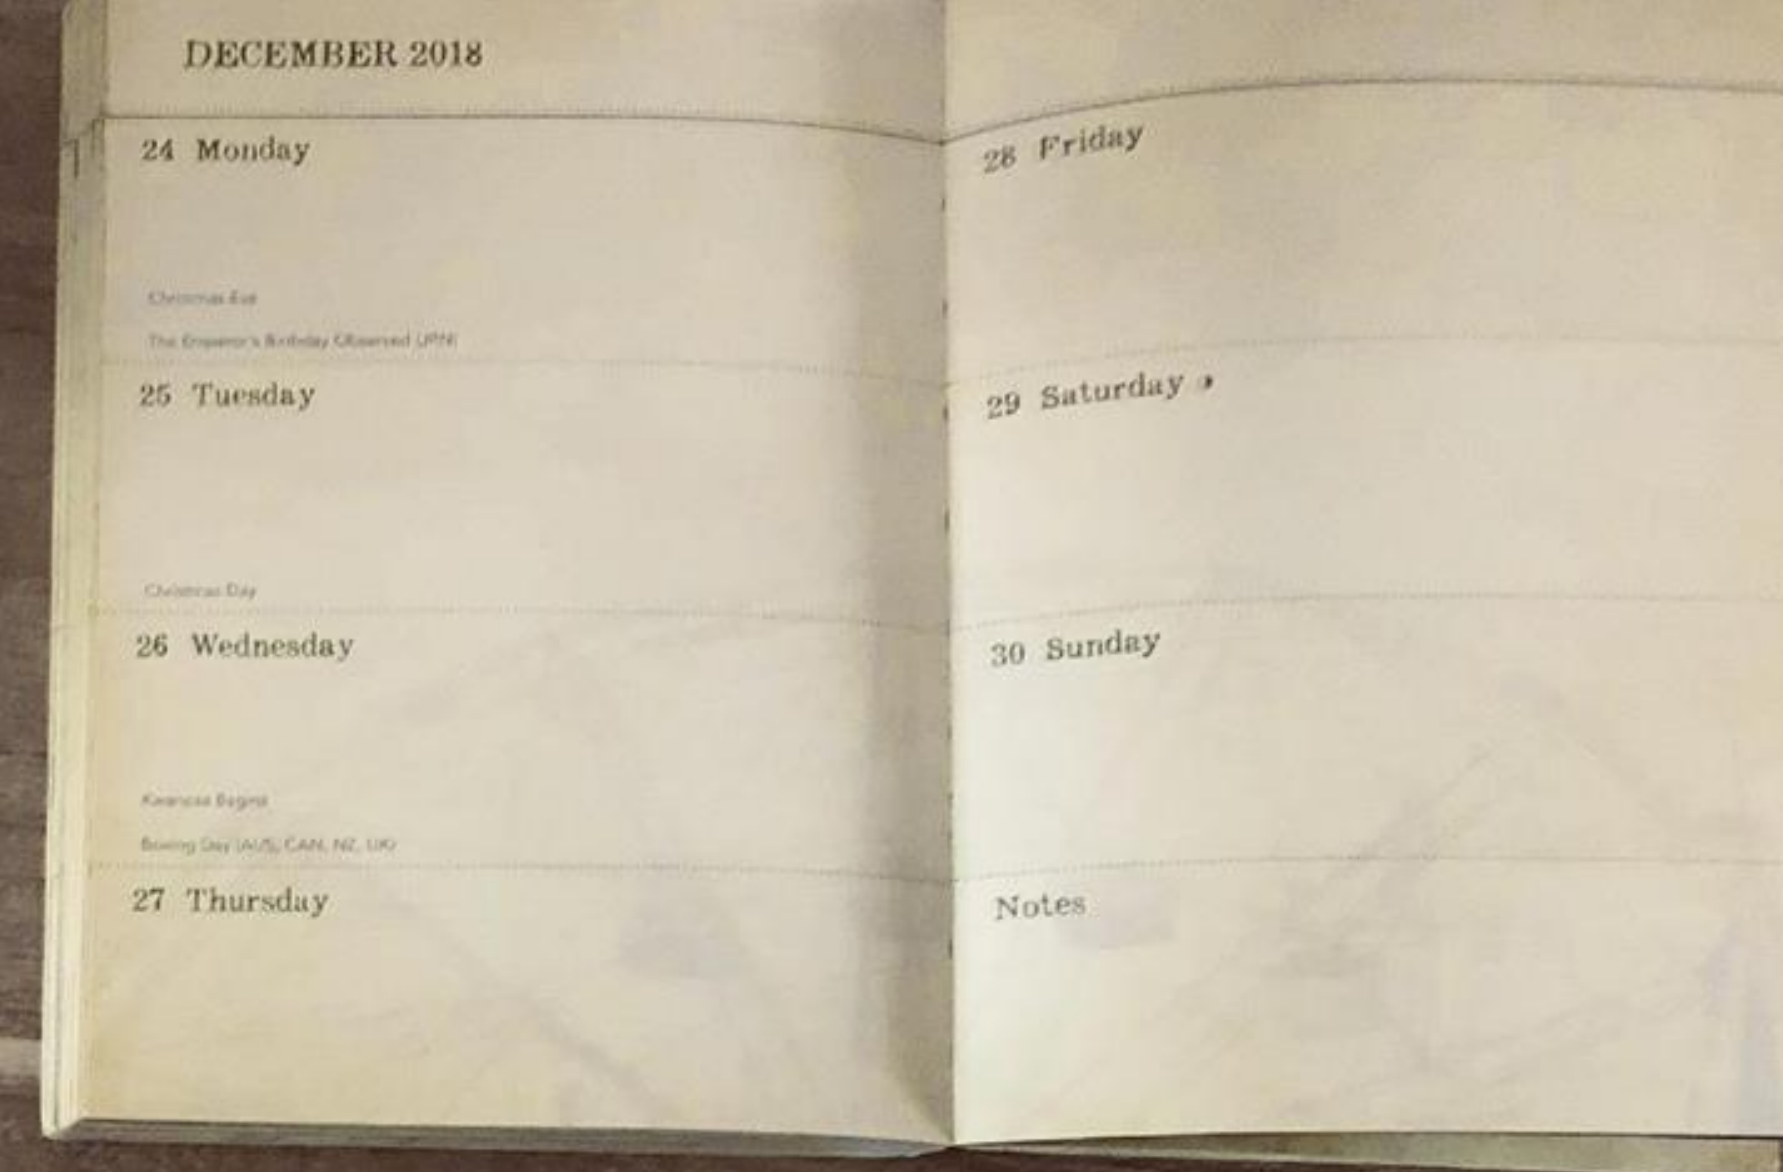 DECEMBER 2018
24 Monday
Christmas Eve
The Emperor's Birthday Observed (JPN)
25 Tuesday
Christmas Day
26 Wednesday
Kwanzaa Begins
Boxing Day (AUS, CAN, NZ, UK)
27 Thursday
28 Friday
29 Saturday
30 Sunday
Notes